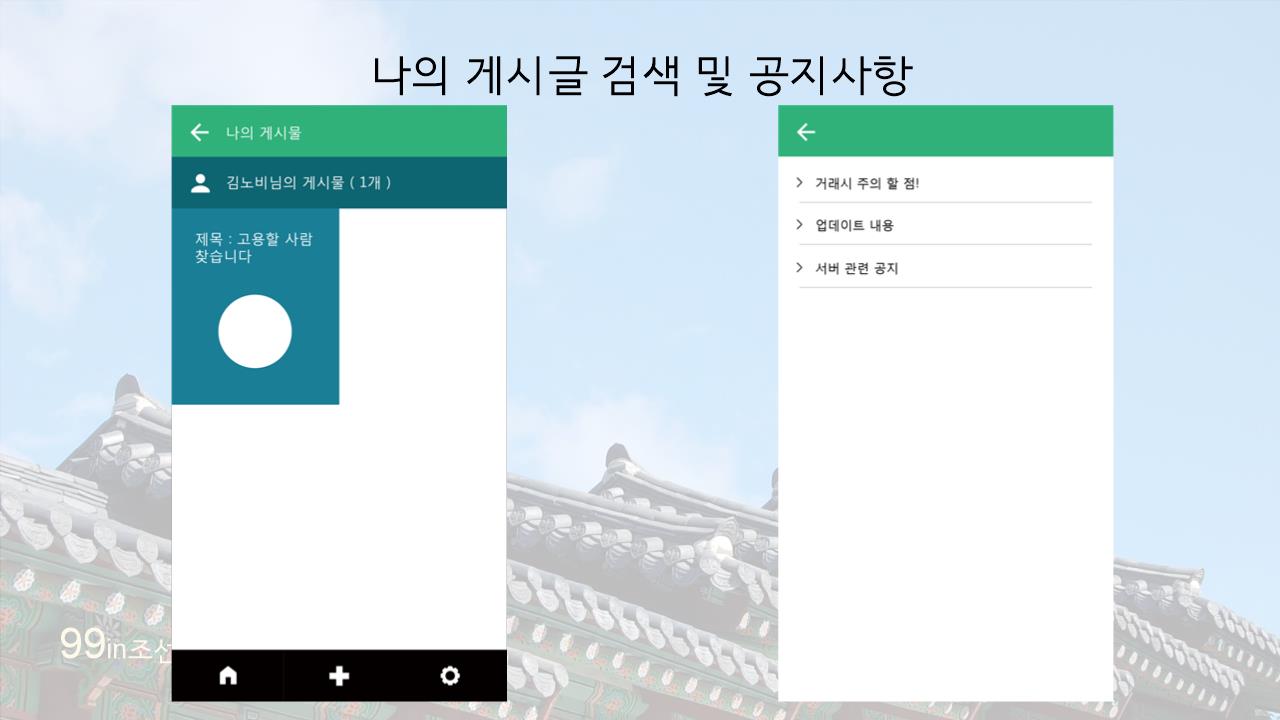 나의 게시글 검색 및 공지사항
나의 게시물
김노비님의 게시물 ( 1개 )
제목 : 고용할 사람
찾습니다
거래시 주의 할 점!
업데이트 내용
서버 관련 공지
99in조선